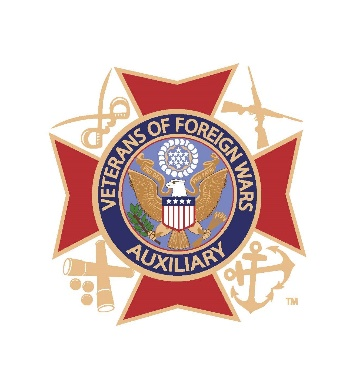 VETERANS OF FOREIGN WARS
AUXILIARY
TM